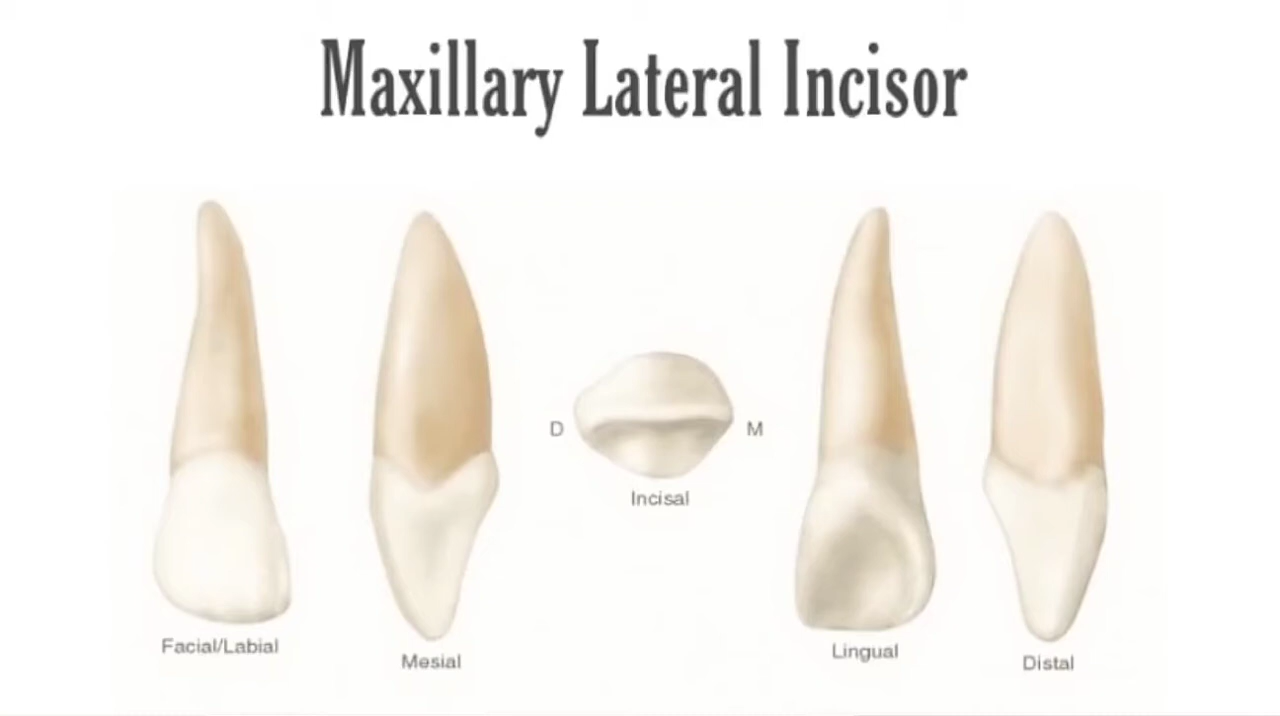 Maxillary Lateral Incisor
D
M
Incisal
Facial/Labial
Mesial
Lingual
Distal